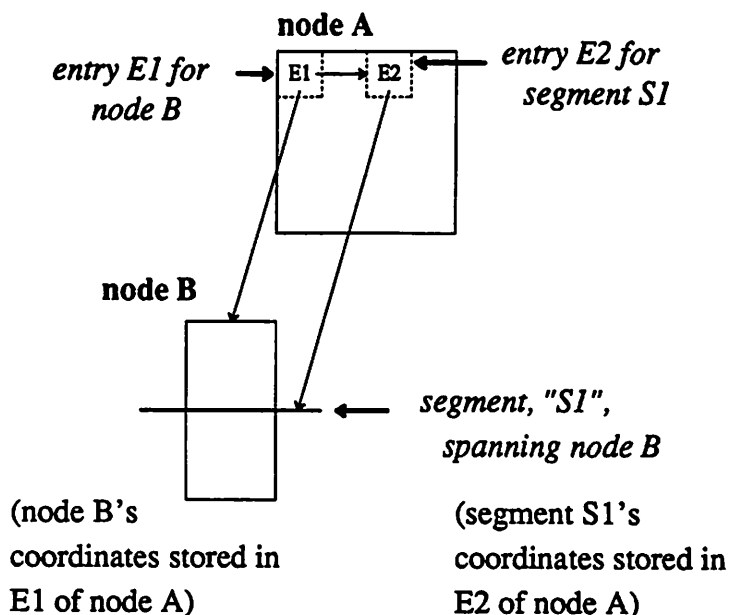 node A
entry E1 for
node B
E1
E2
entry E2 for
segment S1
node B
segment, "S1",
spanning node B
(node B's
coordinates stored in
E1 of node A)
(segment S1's
coordinates stored in
E2 of node A)